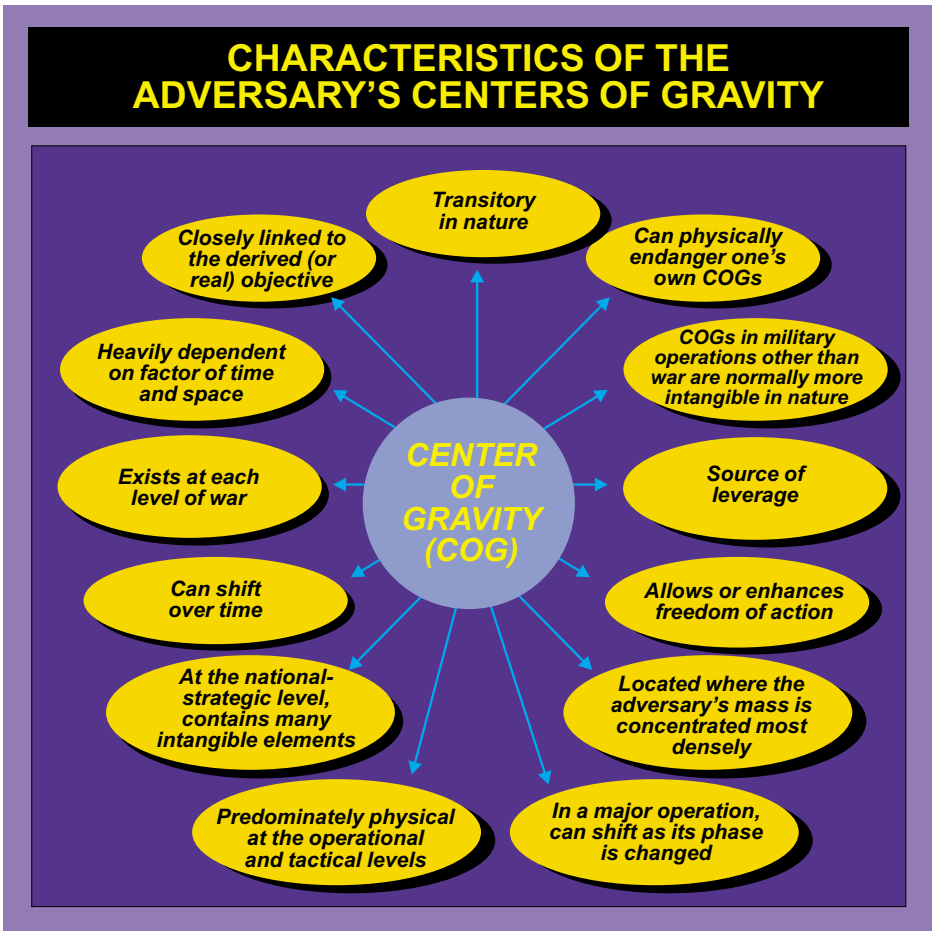 CHARACTERISTICS OF THE
ADVERSARY'S CENTERS OF GRAVITY
Transitory
in nature
Closely linked to
the derived (or
real) objective
Can physically
endanger one's
own COGs
Heavily dependent
on factor of time
and space
COGs in military
operations other than
war are normally more
intangible in nature
CENTER
OF
GRAVITY
(COG)
Exists at each
level of war
Source of
leverage
Can shift
over time
Allows or enhances
freedom of action
At the national-
strategic level,
contains many
intangible elements
Located where the
adversary's mass is
concentrated most
densely
Predominately physical
at the operational
and tactical levels
In a major operation,
can shift as its phase
is changed